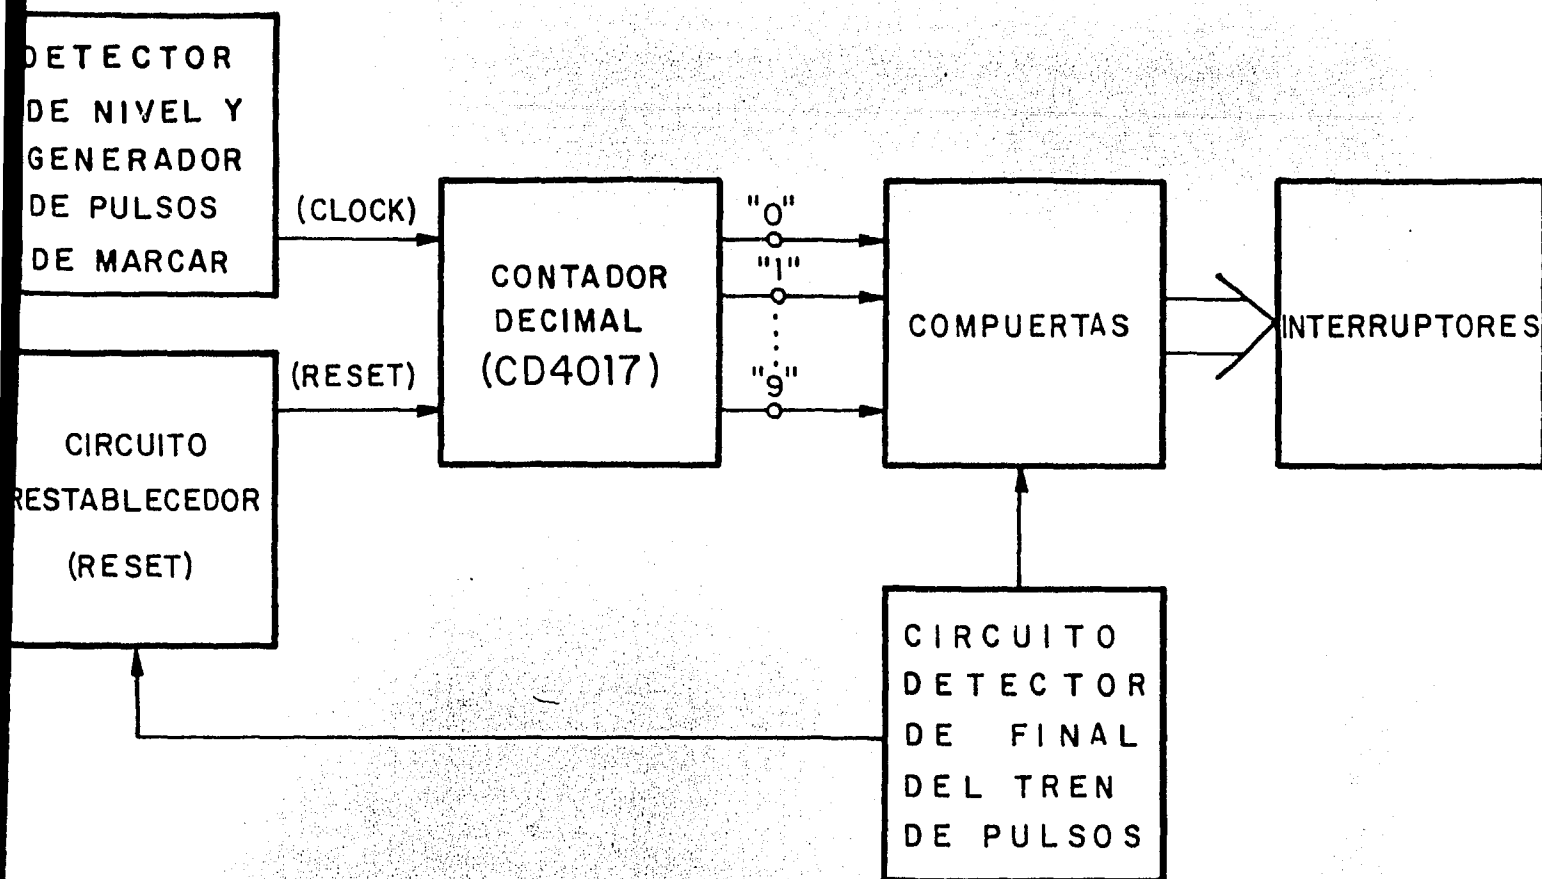 DETECTOR
DE NIVEL Y
GENERADOR
DE PULSOS
DE MARCAR
(CLOCK)
CIRCUITO
RESTABLECEDOR
(RESET)
(RESET)
CONTADOR
DECIMAL
(CD4017)
"0"
"1"
"9"
COMPUERTAS
INTERRUPTORES
CIRCUITO
DETECTOR
DE FINAL
DEL TREN
DE PULSOS